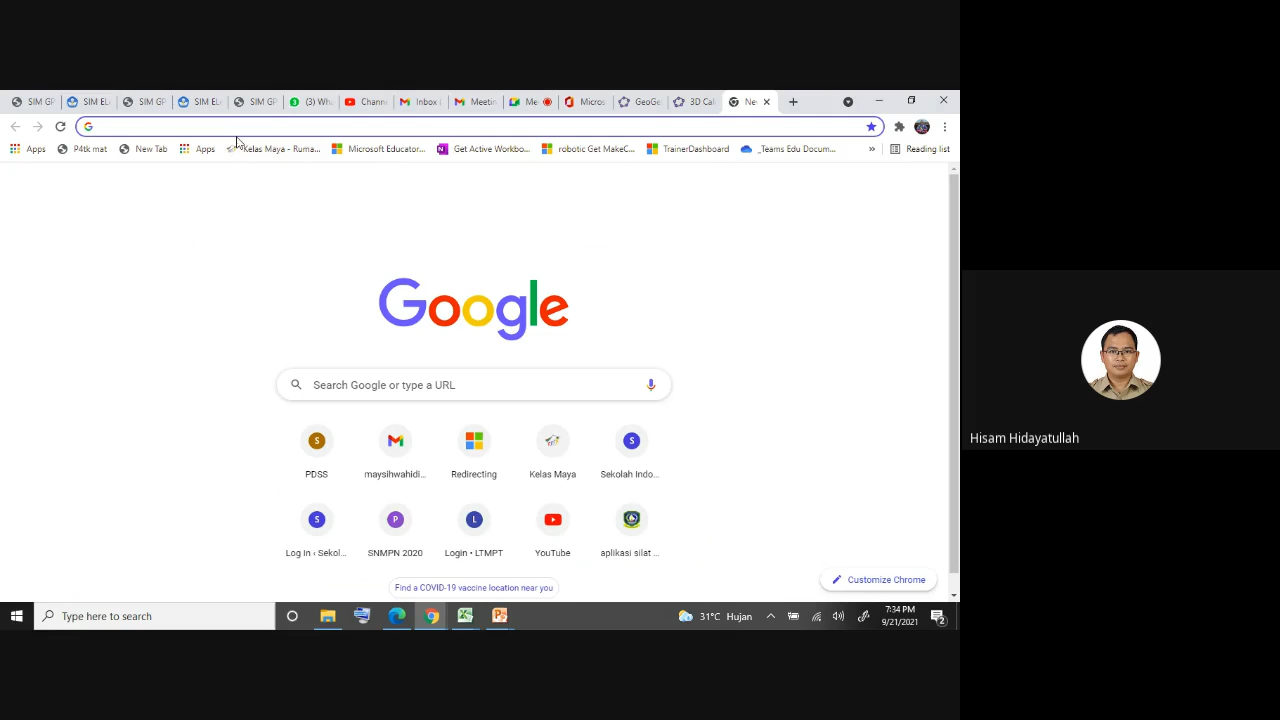 SIM GP
SIM EL
SIM GP
SIM EL
SIM GP
(3) Wha
Chann
Inbox
Meetin
Me
Micros
GeoGe
3D Cal
Ne
Apps
P4tk mat
New Tab
Apps
Kelas Maya - Ruma...
Microsoft Educator...
Get Active Workbo...
robotic Get MakeC...
TrainerDashboard
_Teams Edu Docum...
»
Reading list
Google
Search Google or type a URL
S
PDSS
maysihwahidi...
Redirecting
Kelas Maya
S
Sekolah Indo...
S
Log In ‹ Sekol...
P
SNMPN 2020
L
Login • LTMPT
YouTube
aplikasi silat ...
Find a COVID-19 vaccine location near you
Customize Chrome
Type here to search
31°C Hujan
7:34 PM
9/21/2021
2
Hisam Hidayatullah